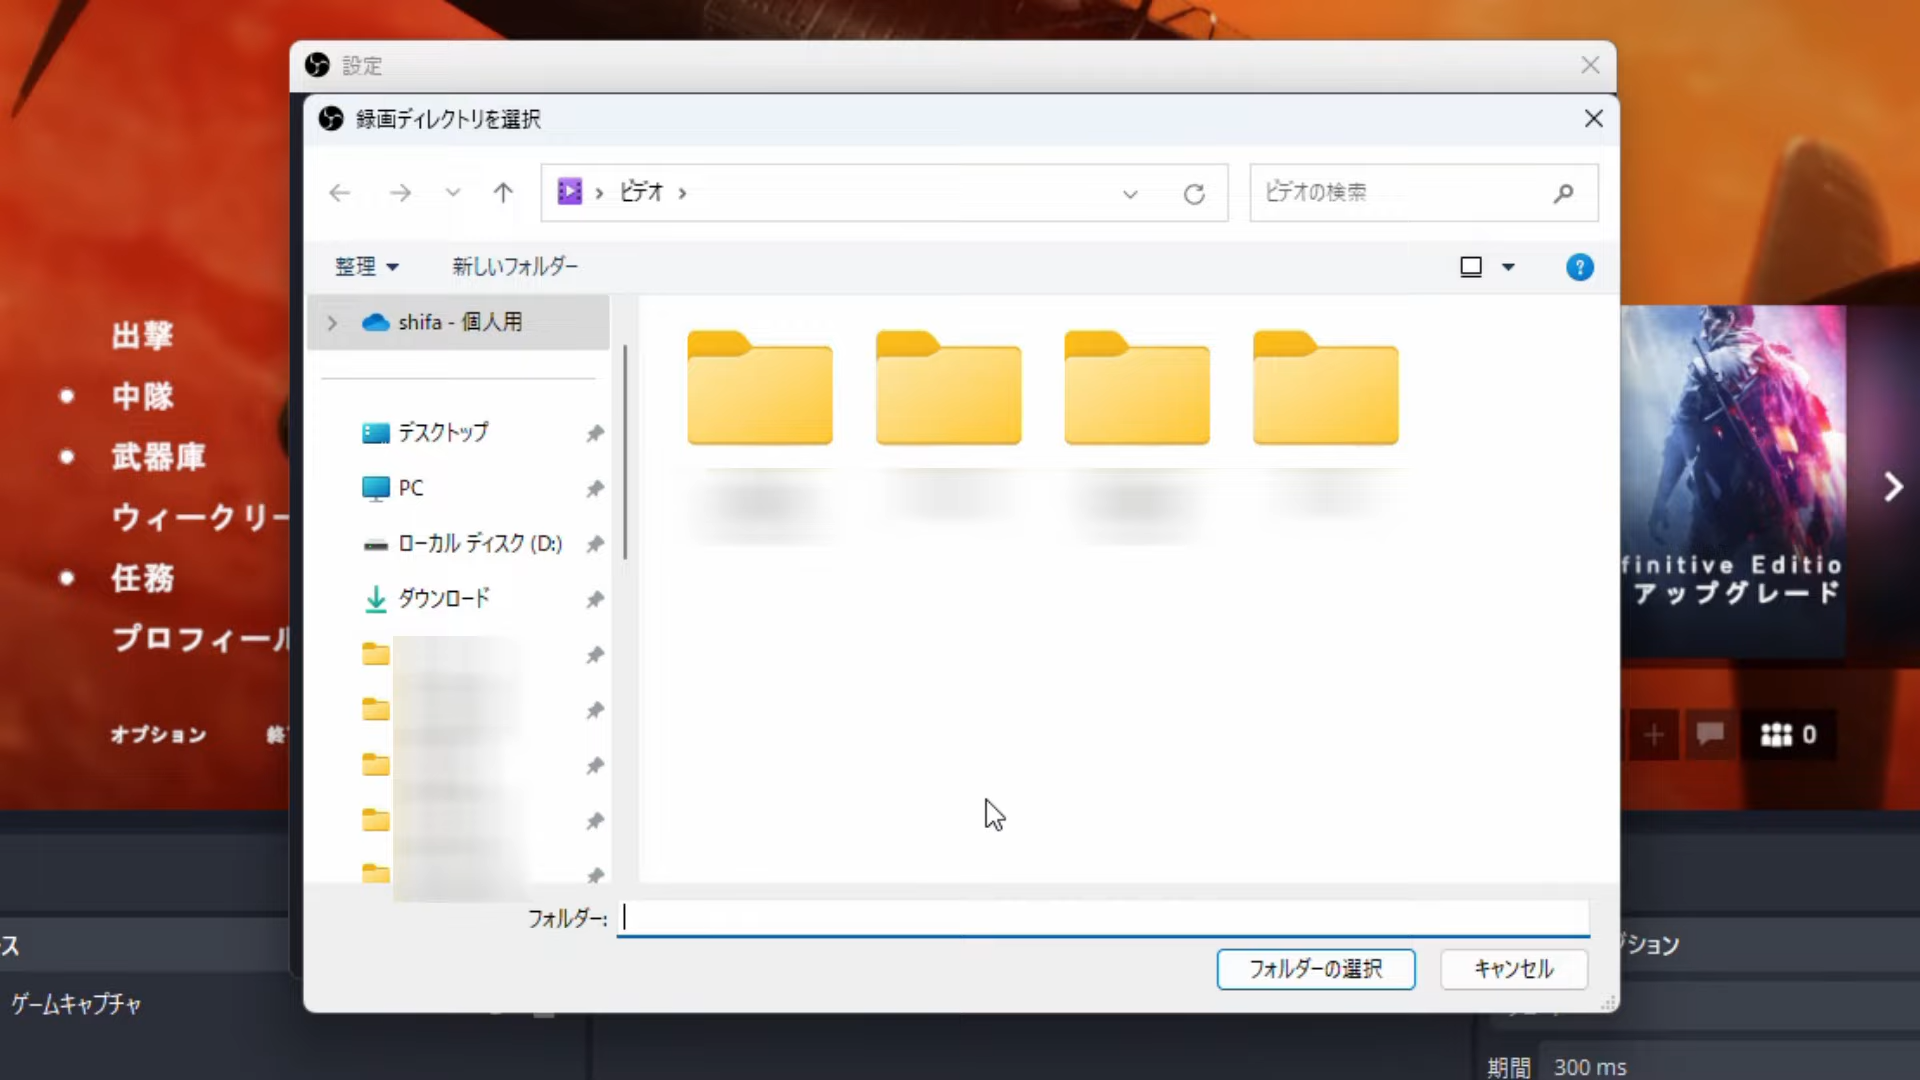 設定
録画ディレクトリを選択
ビデオ
ビデオの検索
整理
新しいフォルダー
shifa - 個人用
デスクトップ
PC
ローカル ディスク (D:)
ダウンロード
フォルダー:
フォルダーの選択
キャンセル
出撃
中隊
武器庫
ウィークリー
任務
プロフィール
オプション
finitive Editio
アップグレード
0
ース
ゲームキャプチャ
ジション
期間
300 ms